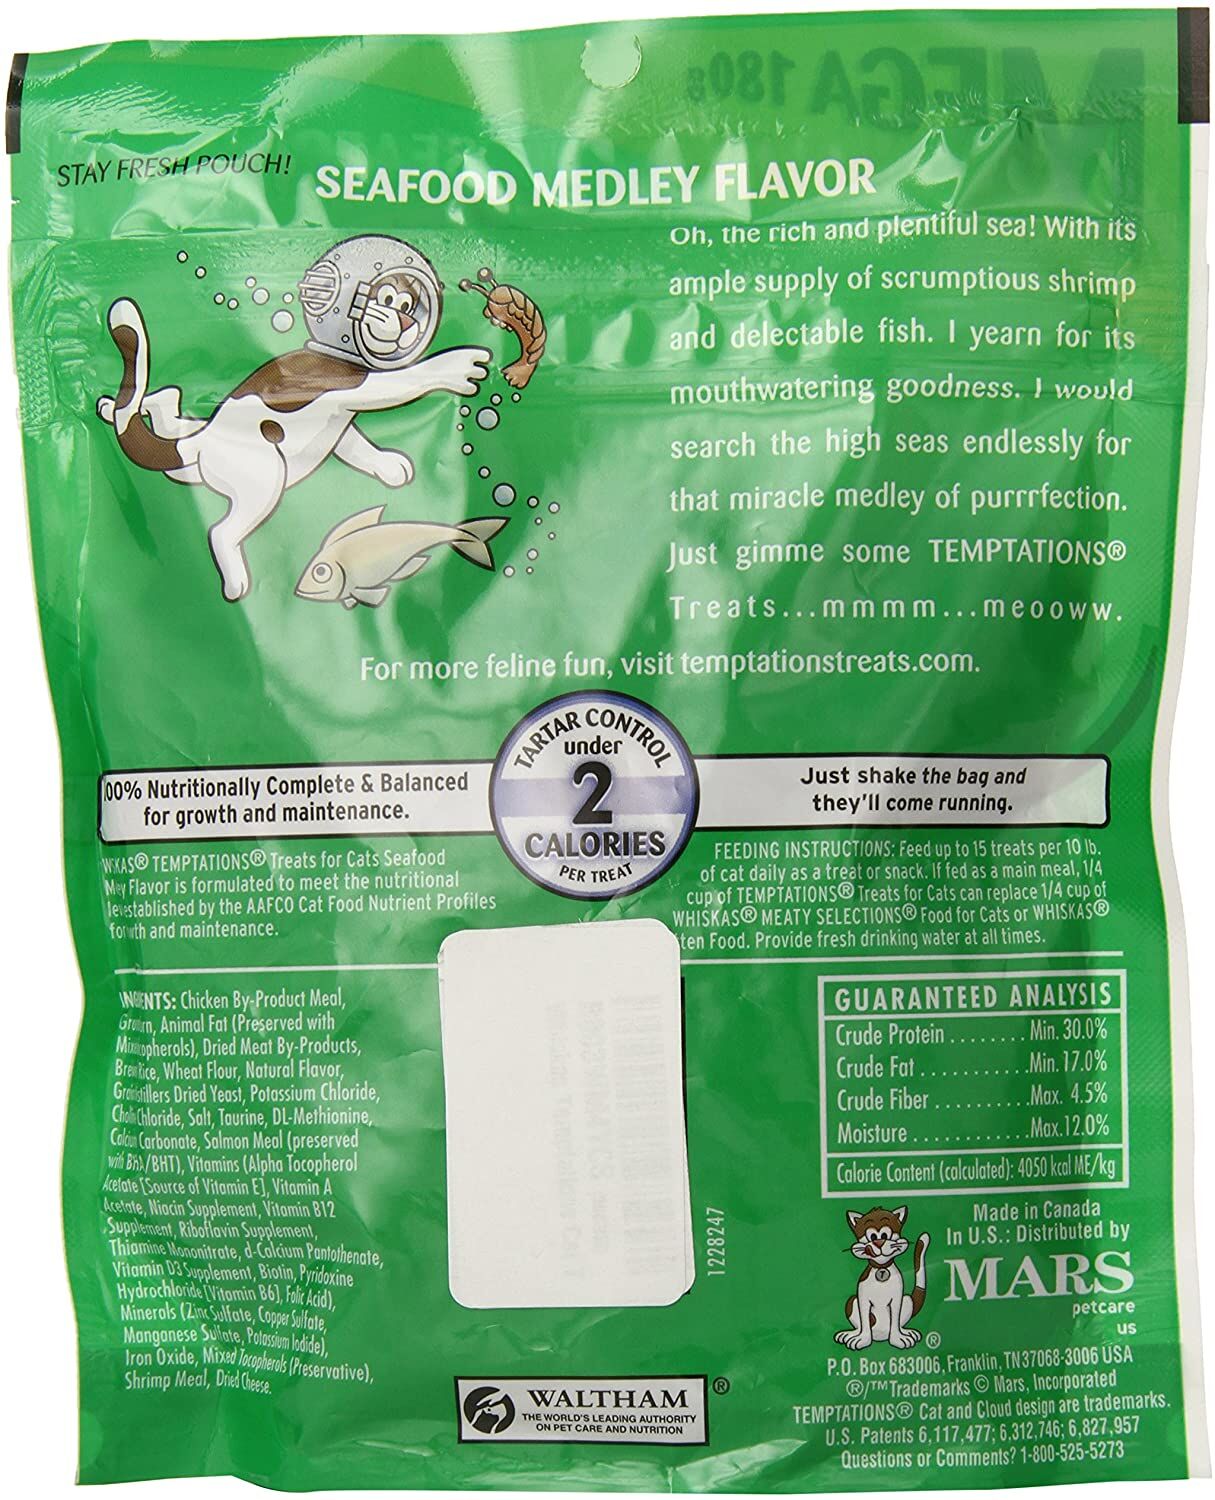 MEGA 180g
STAY FRESH POUCH!
SEAFOOD MEDLEY FLAVOR
Oh, the rich and plentiful sea! With its
ample supply of scrumptious shrimp
and delectable fish. I yearn for its
mouthwatering goodness. I would
search the high seas endlessly for
that miracle medley of purrrfection.
Just gimme some TEMPTATIONS®
Treats...mmmm...meooww.
For more feline fun, visit temptationstreats.com.
TARTAR CONTROL
under
2
CALORIES
PER TREAT
00% Nutritionally Complete & Balanced
for growth and maintenance.
Just shake the bag and
they'll come running.
KAS® TEMPTATIONS® Treats for Cats Seafood
Flavor is formulated to meet the nutritional
established by the AAFCO Cat Food Nutrient Profiles
and maintenance.
FEEDING INSTRUCTIONS: Feed up to 15 treats per 10 lb.
of cat daily as a treat or snack. If fed as a main meal, 1/4
cup of TEMPTATIONS® Treats for Cats can replace 1/4 cup of
WHISKAS® MEATY SELECTIONS® Food for Cats or WHISKAS®
ten Food. Provide fresh drinking water at all times.
Chicken By-Product Meal,
Animal Fat (Preserved with
Dried Meat By-Products,
Rice, Wheat Flour, Natural Flavor,
Dried Yeast, Potassium Chloride,
Chloride, Salt, Taurine, DL-Methionine,
Carbonate, Salmon Meal (preserved
with /BHT), Vitamins (Alpha Tocopherol
Acetate [Source of Vitamin E], Vitamin A
Acetate, Niacin Supplement, Vitamin B12
Supplement, Riboflavin Supplement,
Thiamine Mononitrate, d-Calcium Pantothenate,
Vitamin D3 Supplement, Biotin, Pyridoxine
Hydrochloride [Vitamin B6], Folic Acid),
Minerals (Zinc Sulfate, Copper Sulfate,
Manganese Sulfate, Potassium Iodide),
Iron Oxide, Mixed Tocopherols (Preservative),
Shrimp Meal, Dried Cheese.
1228247
GUARANTEED ANALYSIS
Crude Protein ........ Min. 30.0%
Crude Fat ........... Min. 17.0%
Crude Fiber .......... Max. 4.5%
Moisture ............ Max. 12.0%
Calorie Content (calculated): 4050 kcal ME/kg
Made in Canada
In U.S.: Distributed by
MARS
petcare
us
®
P.O. Box 683006, Franklin, TN 37068-3006 USA
®/™Trademarks © Mars, Incorporated
TEMPTATIONS® Cat and Cloud design are trademarks.
U.S. Patents 6,117,477; 6,312,746; 6,827,957
Questions or Comments? 1-800-525-5273
WALTHAM ®
THE WORLD'S LEADING AUTHORITY
ON PET CARE AND NUTRITION